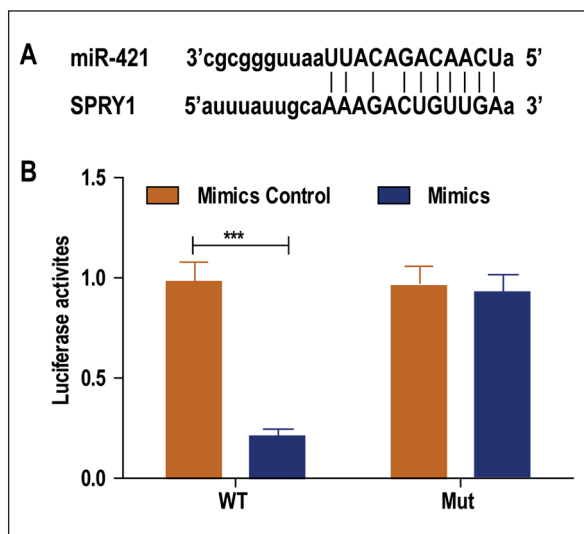 A
miR-421 3’cgcggguuaaUUACAGACAACUa 5’
SPRY1 5’auuuauugcaAAAGACUGUUGAa 3’
B
Mimics Control Mimics
***
Luciferase activites
1.5
1.0
0.5
0.0
WT Mut